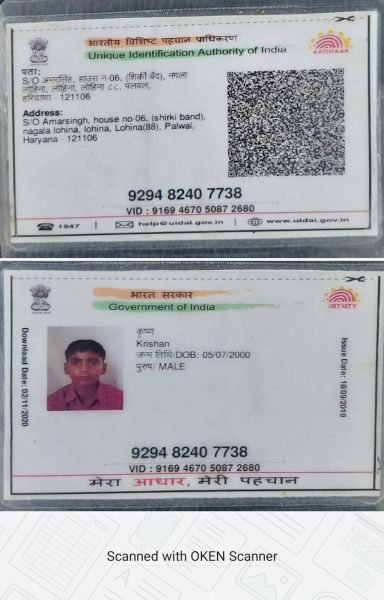 भारतीय विशिष्ट पहचान प्राधिकरण
Unique Identification Authority of India
AADHAAR
पता:
S/O अमरसिंह, हाउस न-06, (शिर्की बेंद), नगला
लोहिना, लोहिना, लोहिना ८८, पलवल,
हरियाणा - 121106
Address:
S/O Amarsingh, house no-06, (shirki band),
nagala lohina, lohina, Lohina(88), Palwal,
Haryana - 121106
9294 8240 7738
VID : 9169 4670 5087 2680
1947 | help@uidai.gov.in | www.uidai.gov.in
भारत सरकार
Government of India
आधार
Download Date: 02/11/2020
कृष्ण
Krishan
जन्म तिथि/DOB: 05/07/2000
पुरुष/ MALE
Issue Date: 18/09/2019
9294 8240 7738
VID : 9169 4670 5087 2680
मेरा आधार, मेरी पहचान
Scanned with OKEN Scanner